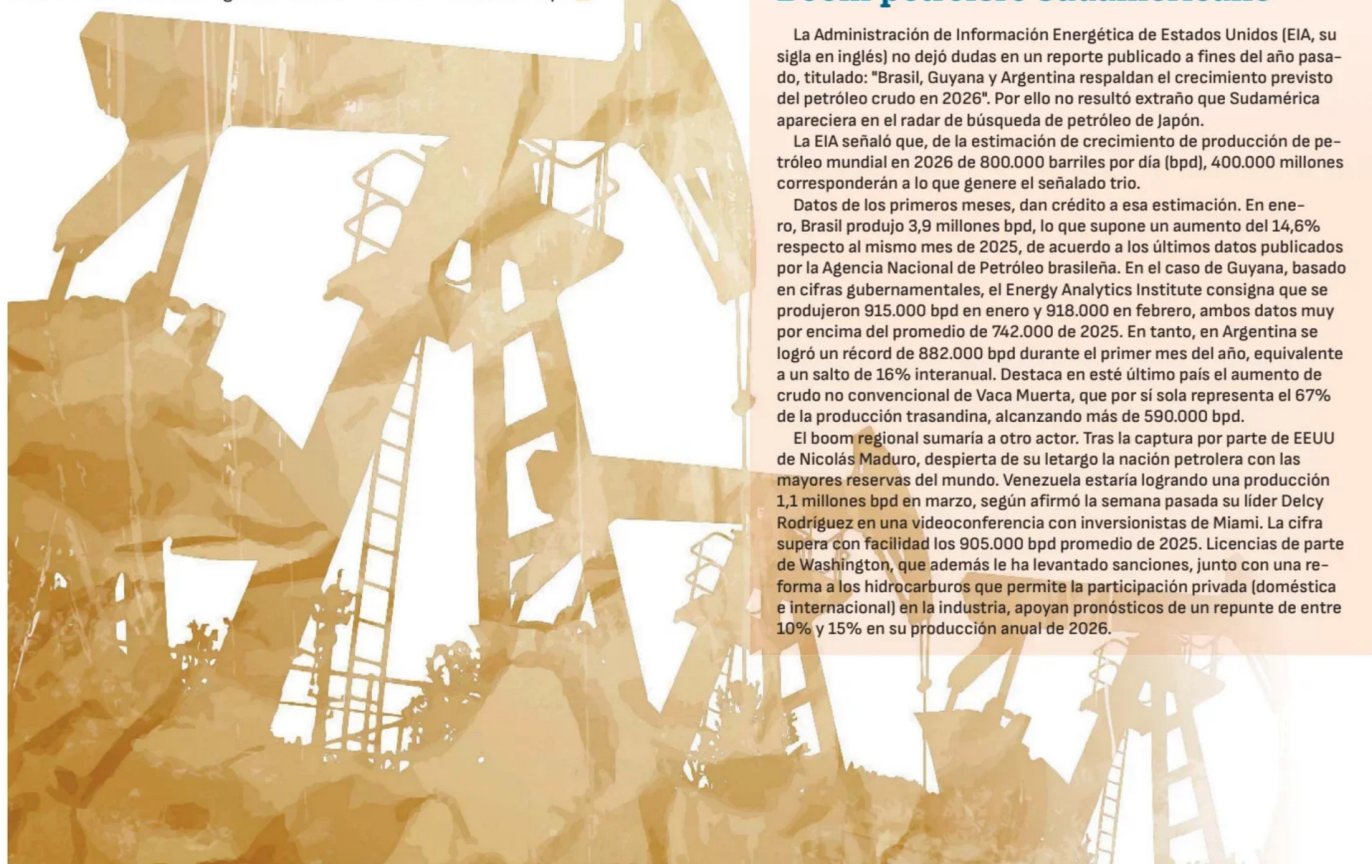 Boom petrolero sudamericano
La Administración de Información Energética de Estados Unidos (EIA, su
sigla en inglés) no dejó dudas en un reporte publicado a fines del año pasa-
do, titulado: "Brasil, Guyana y Argentina respaldan el crecimiento previsto
del petróleo crudo en 2026". Por ello no resultó extraño que Sudamérica
apareciera en el radar de búsqueda de petróleo de Japón.
La EIA señaló que, de la estimación de crecimiento de producción de pe-
tróleo mundial en 2026 de 800.000 barriles por día (bpd), 400.000 millones
corresponderán a lo que genere el señalado trio.
Datos de los primeros meses, dan crédito a esa estimación. En ene-
ro, Brasil produjo 3,9 millones bpd, lo que supone un aumento del 14,6%
respecto al mismo mes de 2025, de acuerdo a los últimos datos publicados
por la Agencia Nacional de Petróleo brasileña. En el caso de Guyana, basado
en cifras gubernamentales, el Energy Analytics Institute consigna que se
produjeron 915.000 bpd en enero y 918.000 en febrero, ambos datos muy
por encima del promedio de 742.000 de 2025. En tanto, en Argentina se
logró un récord de 882.000 bpd durante el primer mes del año, equivalente
a un salto de 16% interanual. Destaca en esté último país el aumento de
crudo no convencional de Vaca Muerta, que por sí sola representa el 67%
de la producción trasandina, alcanzando más de 590.000 bpd.
El boom regional sumaría a otro actor. Tras la captura por parte de EEUU
de Nicolás Maduro, despierta de su letargo la nación petrolera con las
mayores reservas del mundo. Venezuela estaría logrando una producción
1,1 millones bpd en marzo, según afirmó la semana pasada su líder Delcy
Rodríguez en una videoconferencia con inversionistas de Miami. La cifra
supera con facilidad los 905.000 bpd promedio de 2025. Licencias de parte
de Washington, que además le ha levantado sanciones, junto con una re-
forma a los hidrocarburos que permite la participación privada (doméstica
e internacional) en la industria, apoyan pronósticos de un repunte de entre
10% y 15% en su producción anual de 2026.